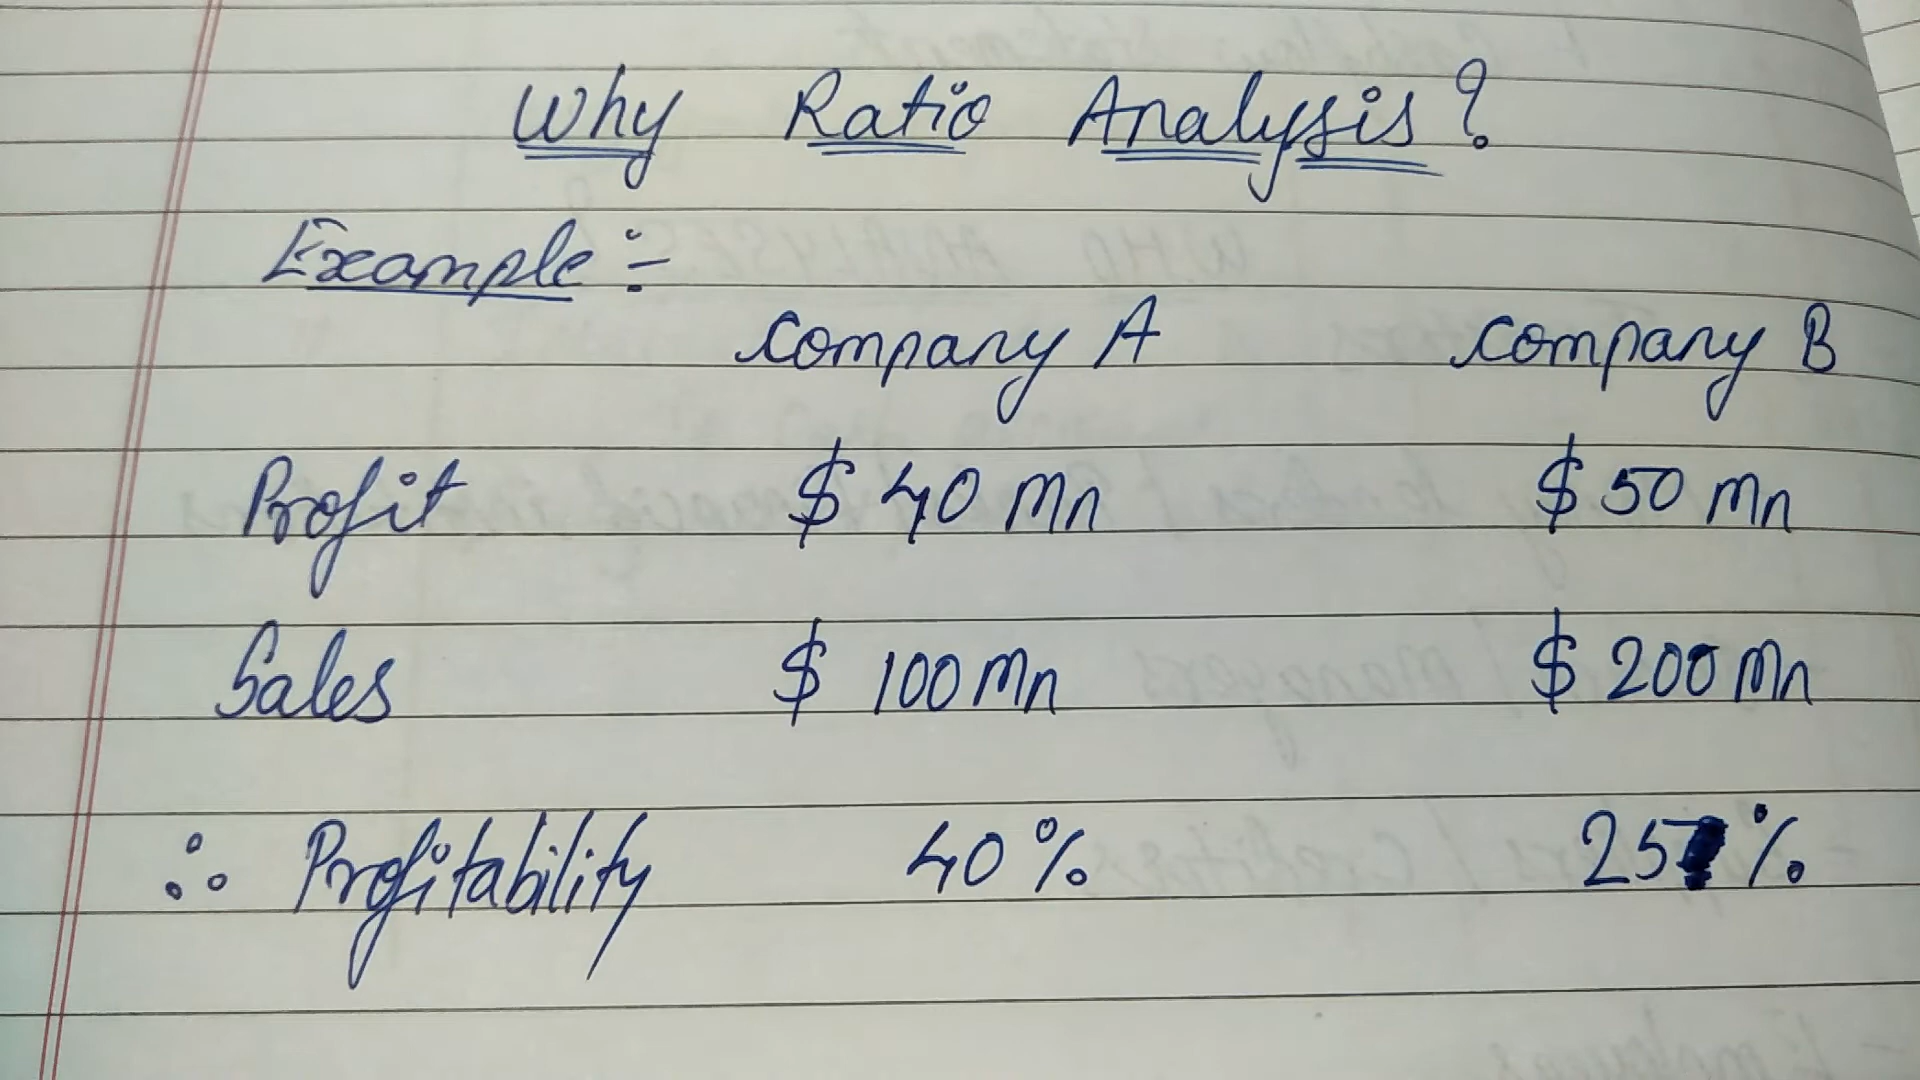 Why Ratio Analysis?
Example :-
Company A Company B
Profit $ 40 Mn $ 50 Mn
Sales $ 100 Mn $ 200 Mn
∴ Profitability 40% 25%